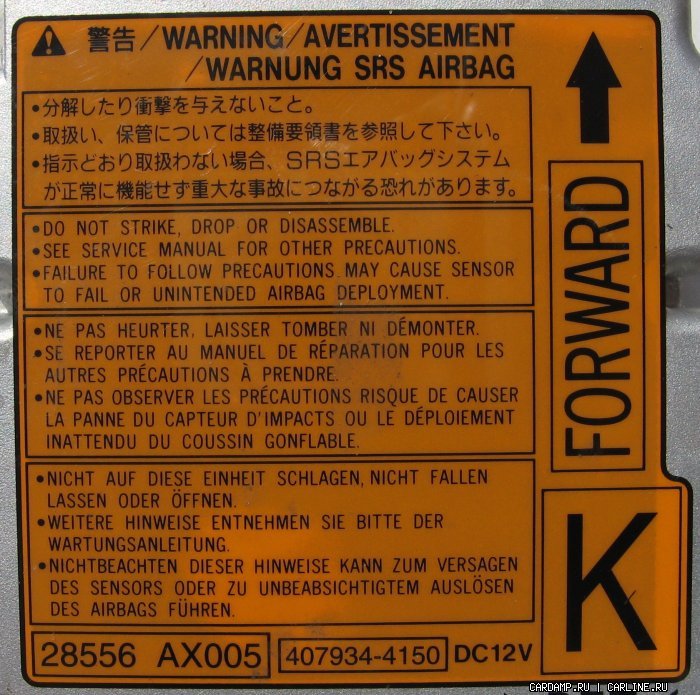 警告/WARNING/AVERTISSEMENT
/WARNUNG SRS AIRBAG
•分解したり衝撃を与えないこと。
•取扱い、保管については整備要領書を参照して下さい。
•指示どおり取扱わない場合、SRSエアバッグシステム
が正常に機能せず重大な事故につながる恐れがあります。
•DO NOT STRIKE, DROP OR DISASSEMBLE.
•SEE SERVICE MANUAL FOR OTHER PRECAUTIONS.
•FAILURE TO FOLLOW PRECAUTIONS MAY CAUSE SENSOR
TO FAIL OR UNINTENDED AIRBAG DEPLOYMENT.
•NE PAS HEURTER, LAISSER TOMBER NI DÉMONTER.
•SE REPORTER AU MANUEL DE RÉPARATION POUR LES
AUTRES PRÉCAUTIONS À PRENDRE.
•NE PAS OBSERVER LES PRÉCAUTIONS RISQUE DE CAUSER
LA PANNE DU CAPTEUR D'IMPACTS OU LE DÉPLOIEMENT
INATTENDU DU COUSSIN GONFLABLE.
•NICHT AUF DIESE EINHEIT SCHLAGEN, NICHT FALLEN
LASSEN ODER ÖFFNEN.
•WEITERE HINWEISE ENTNEHMEN SIE BITTE DER
WARTUNGSANLEITUNG.
•NICHTBEACHTEN DIESER HINWEISE KANN ZUM VERSAGEN
DES SENSORS ODER ZU UNBEABSICHTIGTEM AUSLÖSEN
DES AIRBAGS FÜHREN.
28556 AX005 407934-4150 DC12V
FORWARD
K
CARDAMP.RU | CARLINE.RU